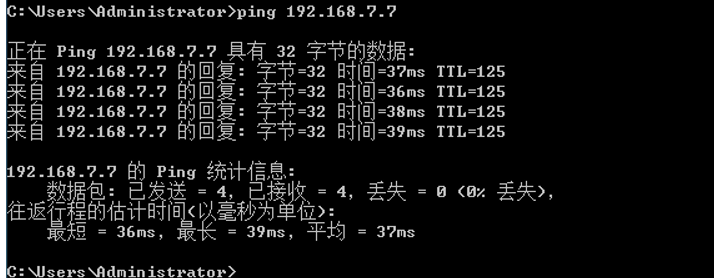 C:\Users\Administrator>ping 192.168.7.7
正在 Ping 192.168.7.7 具有 32 字节的数据:
来自 192.168.7.7 的回复: 字节=32 时间=37ms TTL=125
来自 192.168.7.7 的回复: 字节=32 时间=36ms TTL=125
来自 192.168.7.7 的回复: 字节=32 时间=38ms TTL=125
来自 192.168.7.7 的回复: 字节=32 时间=39ms TTL=125
192.168.7.7 的 Ping 统计信息:
数据包: 已发送 = 4, 已接收 = 4, 丢失 = 0 (0% 丢失),
往返行程的估计时间(以毫秒为单位):
最短 = 36ms, 最长 = 39ms, 平均 = 37ms
C:\Users\Administrator>